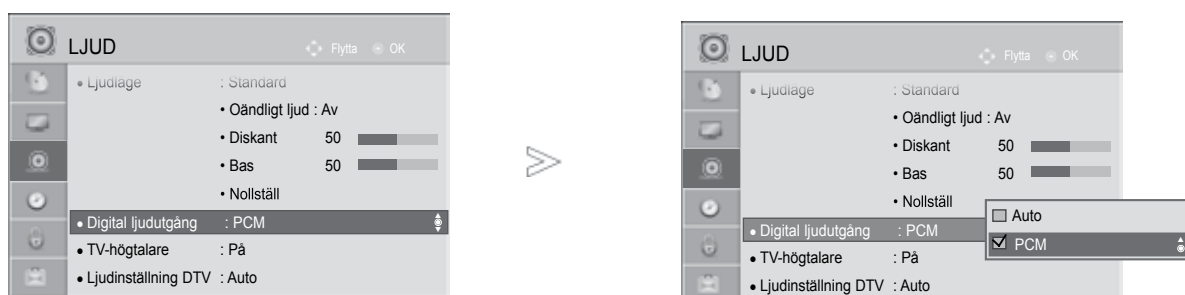 LJUD
Flytta OK
• Ljudläge : Standard
• Oändligt ljud : Av
• Diskant 50
• Bas 50
• Nollställ
• Digital ljudutgång : PCM
• TV-högtalare : På
• Ljudinställning DTV : Auto
LJUD
Flytta OK
• Ljudläge : Standard
• Oändligt ljud : Av
• Diskant 50
• Bas 50
• Nollställ
• Digital ljudutgång : PCM
• TV-högtalare : På
• Ljudinställning DTV : Auto
Auto
PCM